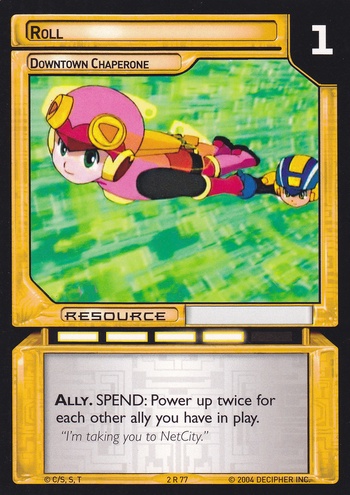 ROLL
1
DOWNTOWN CHAPERONE
RESOURCE
ALLY. SPEND: Power up twice for
each other ally you have in play.
"I'm taking you to NetCity."
© C/S, S, T 2 R 77 © 2004 DECIPHER INC.